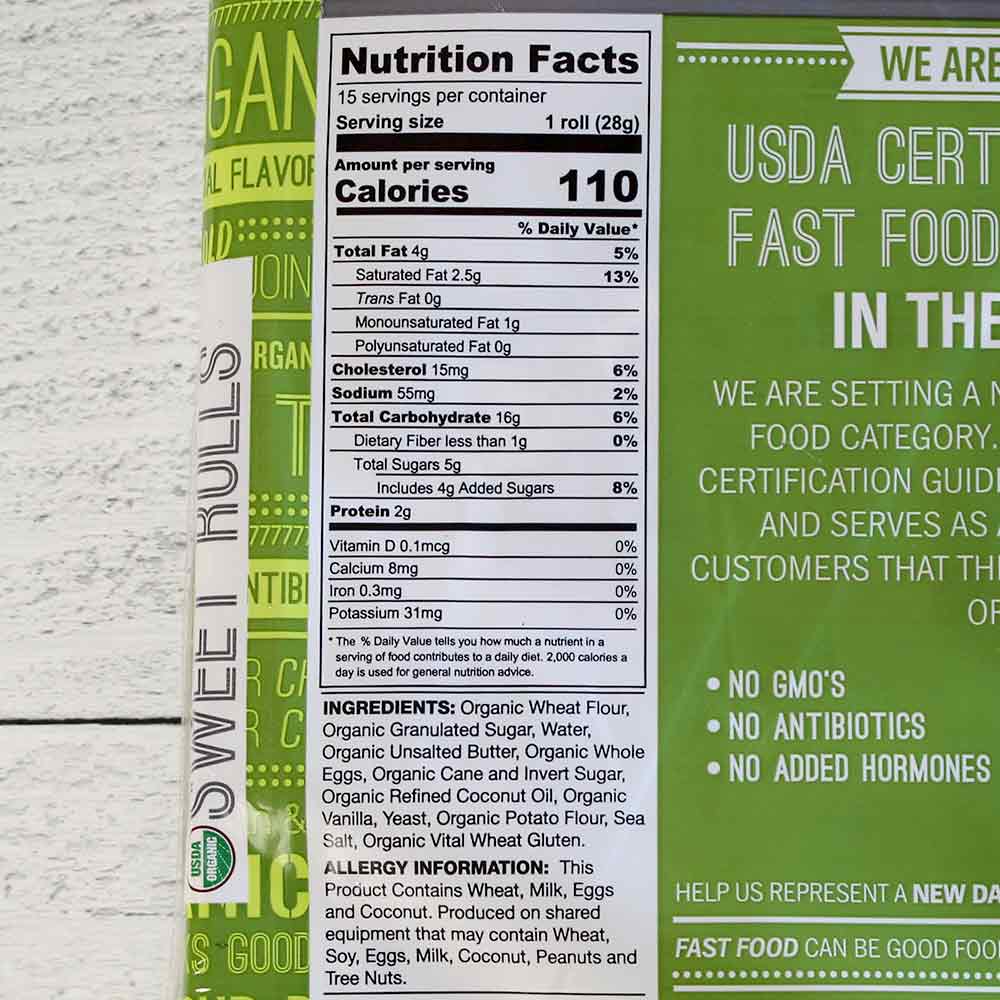 GAN
AL FLAVOR
OLD
JOIN
RGAN
T
NTIBI
R C
R C
&
IC
S GOOD
SWEET ROLLS
USDA
ORGANIC
Nutrition Facts
15 servings per container
Serving size 1 roll (28g)
Amount per serving
Calories 110
% Daily Value*
Total Fat 4g 5%
Saturated Fat 2.5g 13%
Trans Fat 0g
Monounsaturated Fat 1g
Polyunsaturated Fat 0g
Cholesterol 15mg 6%
Sodium 55mg 2%
Total Carbohydrate 16g 6%
Dietary Fiber less than 1g 0%
Total Sugars 5g
Includes 4g Added Sugars 8%
Protein 2g
Vitamin D 0.1mcg 0%
Calcium 8mg 0%
Iron 0.3mg 0%
Potassium 31mg 0%
* The % Daily Value tells you how much a nutrient in a
serving of food contributes to a daily diet. 2,000 calories a
day is used for general nutrition advice.
INGREDIENTS: Organic Wheat Flour,
Organic Granulated Sugar, Water,
Organic Unsalted Butter, Organic Whole
Eggs, Organic Cane and Invert Sugar,
Organic Refined Coconut Oil, Organic
Vanilla, Yeast, Organic Potato Flour, Sea
Salt, Organic Vital Wheat Gluten.
ALLERGY INFORMATION: This
Product Contains Wheat, Milk, Eggs
and Coconut. Produced on shared
equipment that may contain Wheat,
Soy, Eggs, Milk, Coconut, Peanuts and
Tree Nuts.
WE ARE
USDA CERT
FAST FOOD
IN THE
WE ARE SETTING A N
FOOD CATEGORY.
CERTIFICATION GUID
AND SERVES AS
CUSTOMERS THAT TH
OF
• NO GMO'S
• NO ANTIBIOTICS
• NO ADDED HORMONES
HELP US REPRESENT A NEW DA
FAST FOOD CAN BE GOOD FOO